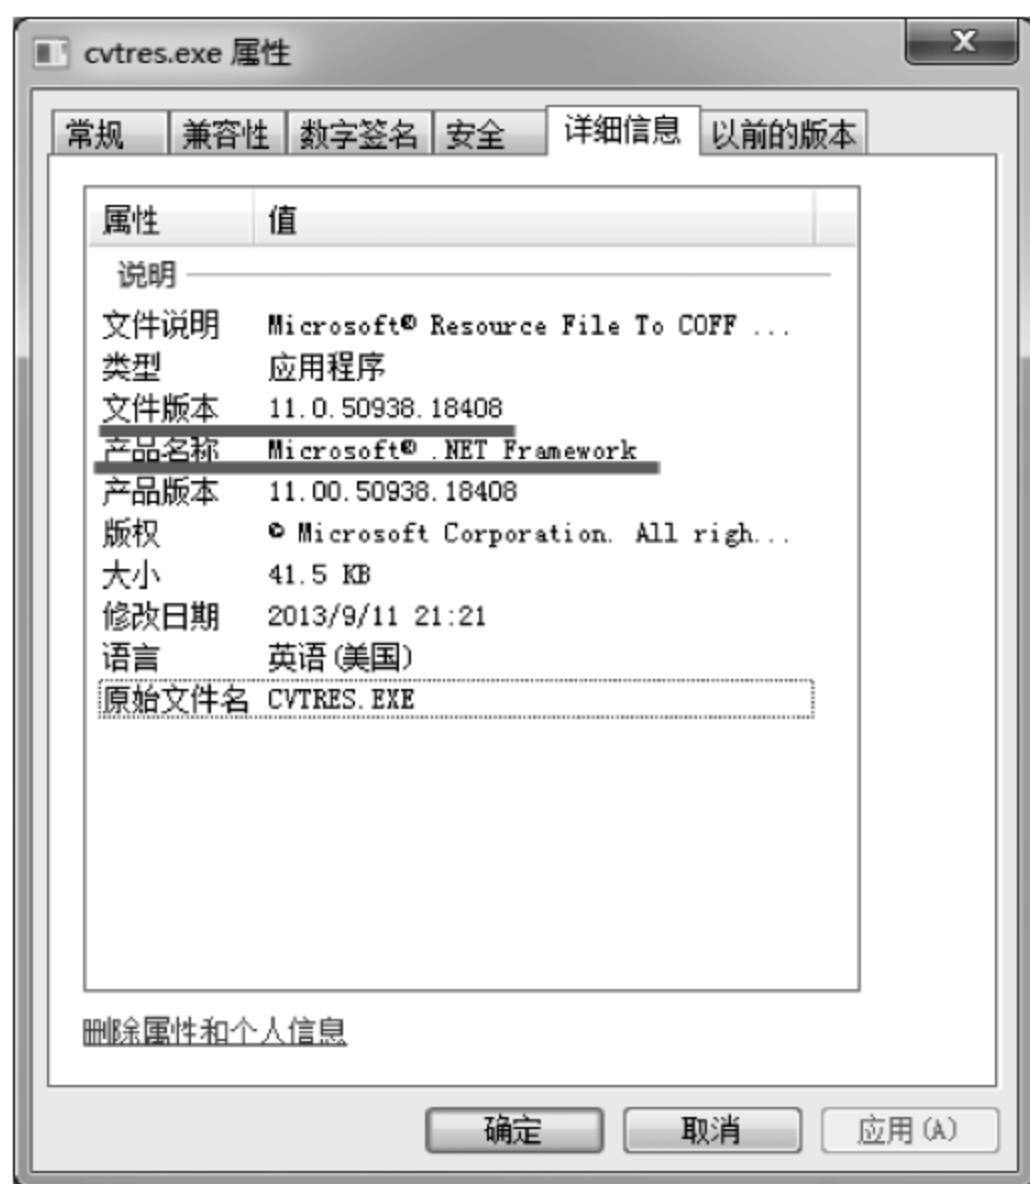 cvtres.exe 属性
常规 兼容性 数字签名 安全 详细信息 以前的版本
属性 值
说明
文件说明 Microsoft® Resource File To COFF ...
类型 应用程序
文件版本 11.0.50938.18408
产品名称 Microsoft® .NET Framework
产品版本 11.00.50938.18408
版权 © Microsoft Corporation. All righ...
大小 41.5 KB
修改日期 2013/9/11 21:21
语言 英语(美国)
原始文件名 CVTRES.EXE
删除属性和个人信息
确定 取消 应用(A)